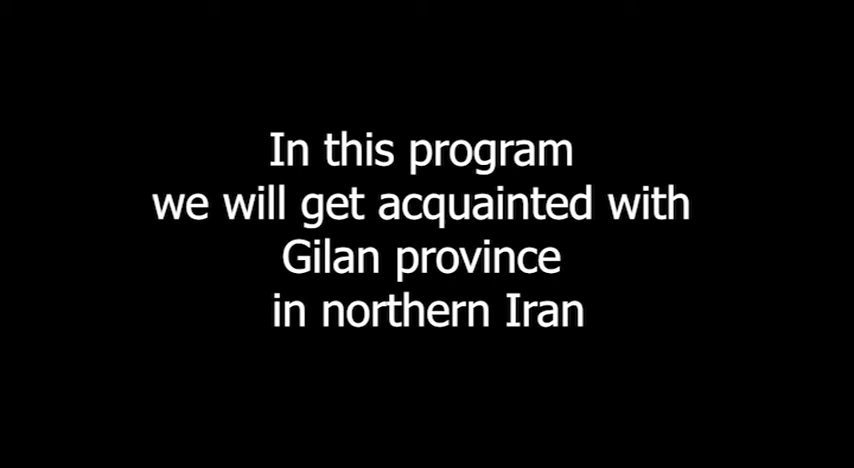 In this program
we will get acquainted with
Gilan province
in northern Iran